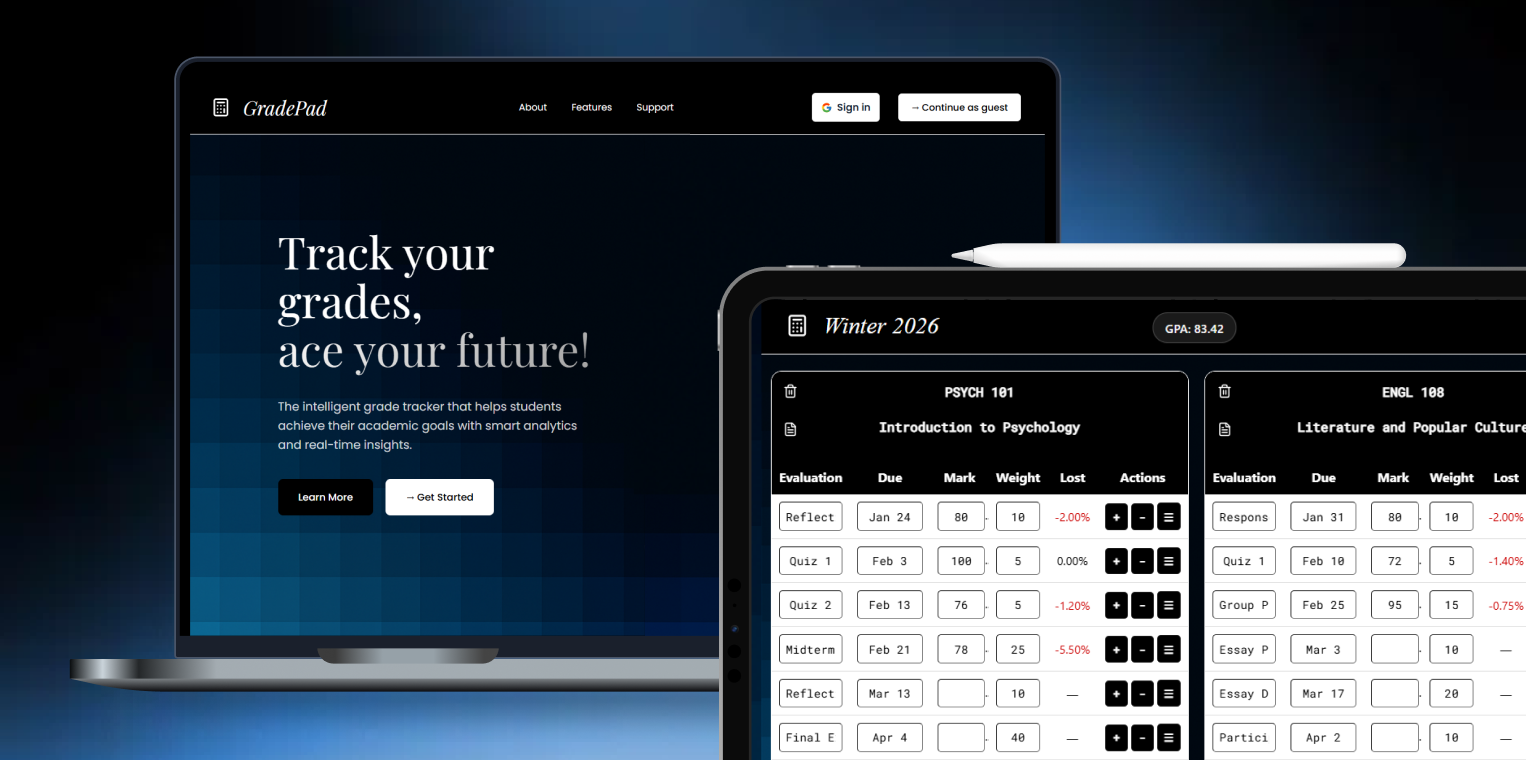 GradePad
About Features Support
Sign in
→ Continue as guest
Track your
grades,
ace your future!
The intelligent grade tracker that helps students
achieve their academic goals with smart analytics
and real-time insights.
Learn More
→ Get Started
Winter 2026
GPA: 83.42
PSYCH 101
Introduction to Psychology
Evaluation Due Mark Weight Lost Actions
Reflect Jan 24 80 10 -2.00% + - ☰
Quiz 1 Feb 3 100 5 0.00% + - ☰
Quiz 2 Feb 13 76 5 -1.20% + - ☰
Midterm Feb 21 78 25 -5.50% + - ☰
Reflect Mar 13 10 — + - ☰
Final E Apr 4 40 — + - ☰
ENGL 108
Literature and Popular Culture
Evaluation Due Mark Weight Lost
Respons Jan 31 80 10 -2.00%
Quiz 1 Feb 10 72 5 -1.40%
Group P Feb 25 95 15 -0.75%
Essay P Mar 3 10 —
Essay D Mar 17 20 —
Partici Apr 2 10 —